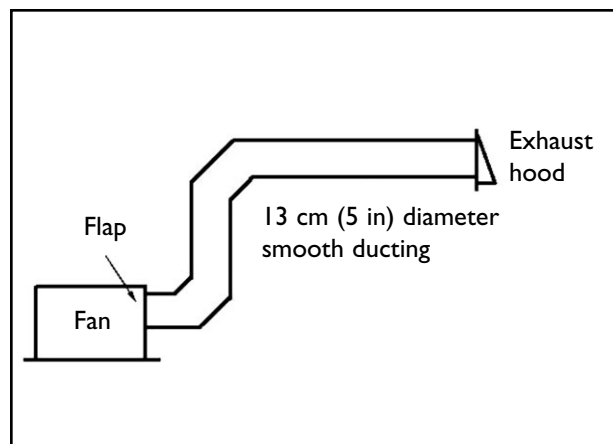 Exhaust
hood
13 cm (5 in) diameter
smooth ducting
Flap
Fan